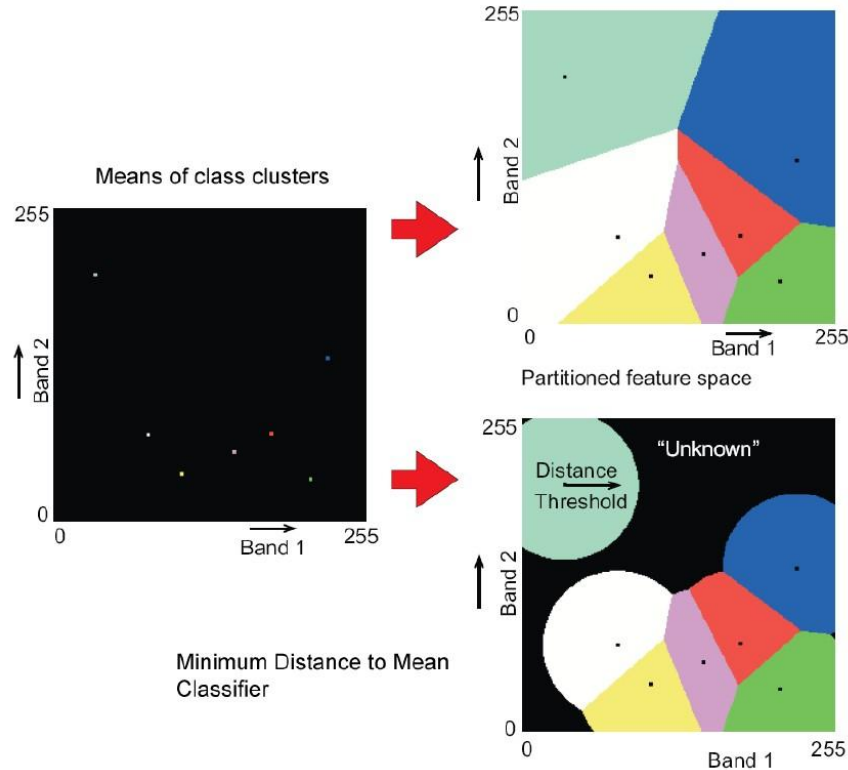 Means of class clusters
255
Band 2
0
0
255
Band 1
255
Band 2
0
0
255
Band 1
Partitioned feature space
255
“Unknown”
Distance
Threshold
Band 2
0
0
255
Band 1
Minimum Distance to Mean
Classifier